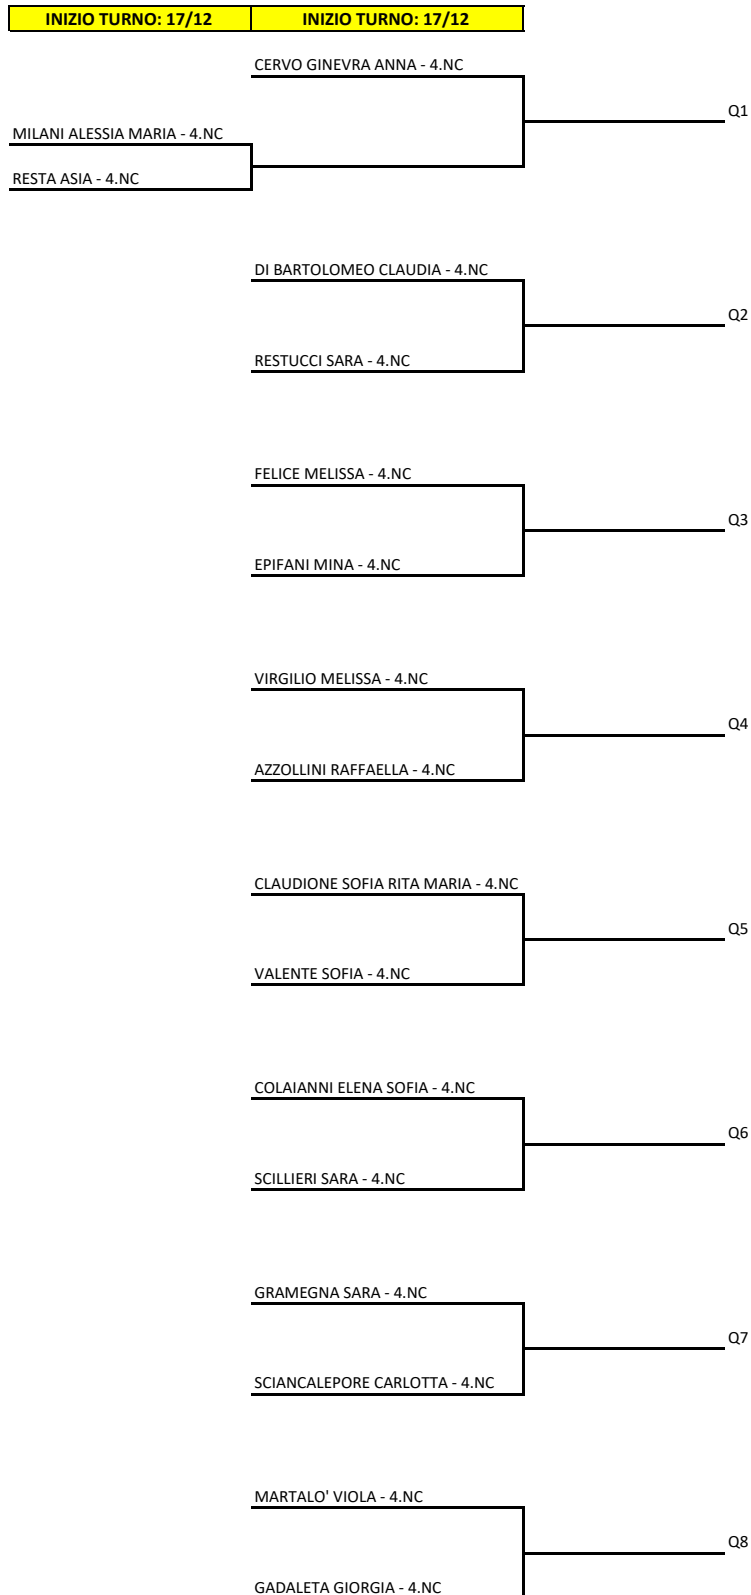 INIZIO TURNO: 17/12 INIZIO TURNO: 17/12
CERVO GINEVRA ANNA - 4.NC
Q1
MILANI ALESSIA MARIA - 4.NC
RESTA ASIA - 4.NC
DI BARTOLOMEO CLAUDIA - 4.NC
Q2
RESTUCCI SARA - 4.NC
FELICE MELISSA - 4.NC
Q3
EPIFANI MINA - 4.NC
VIRGILIO MELISSA - 4.NC
Q4
AZZOLLINI RAFFAELLA - 4.NC
CLAUDIONE SOFIA RITA MARIA - 4.NC
Q5
VALENTE SOFIA - 4.NC
COLAIANNI ELENA SOFIA - 4.NC
Q6
SCILLIERI SARA - 4.NC
GRAMEGNA SARA - 4.NC
Q7
SCIANCALEPORE CARLOTTA - 4.NC
MARTALO' VIOLA - 4.NC
Q8
GADALETA GIORGIA - 4.NC